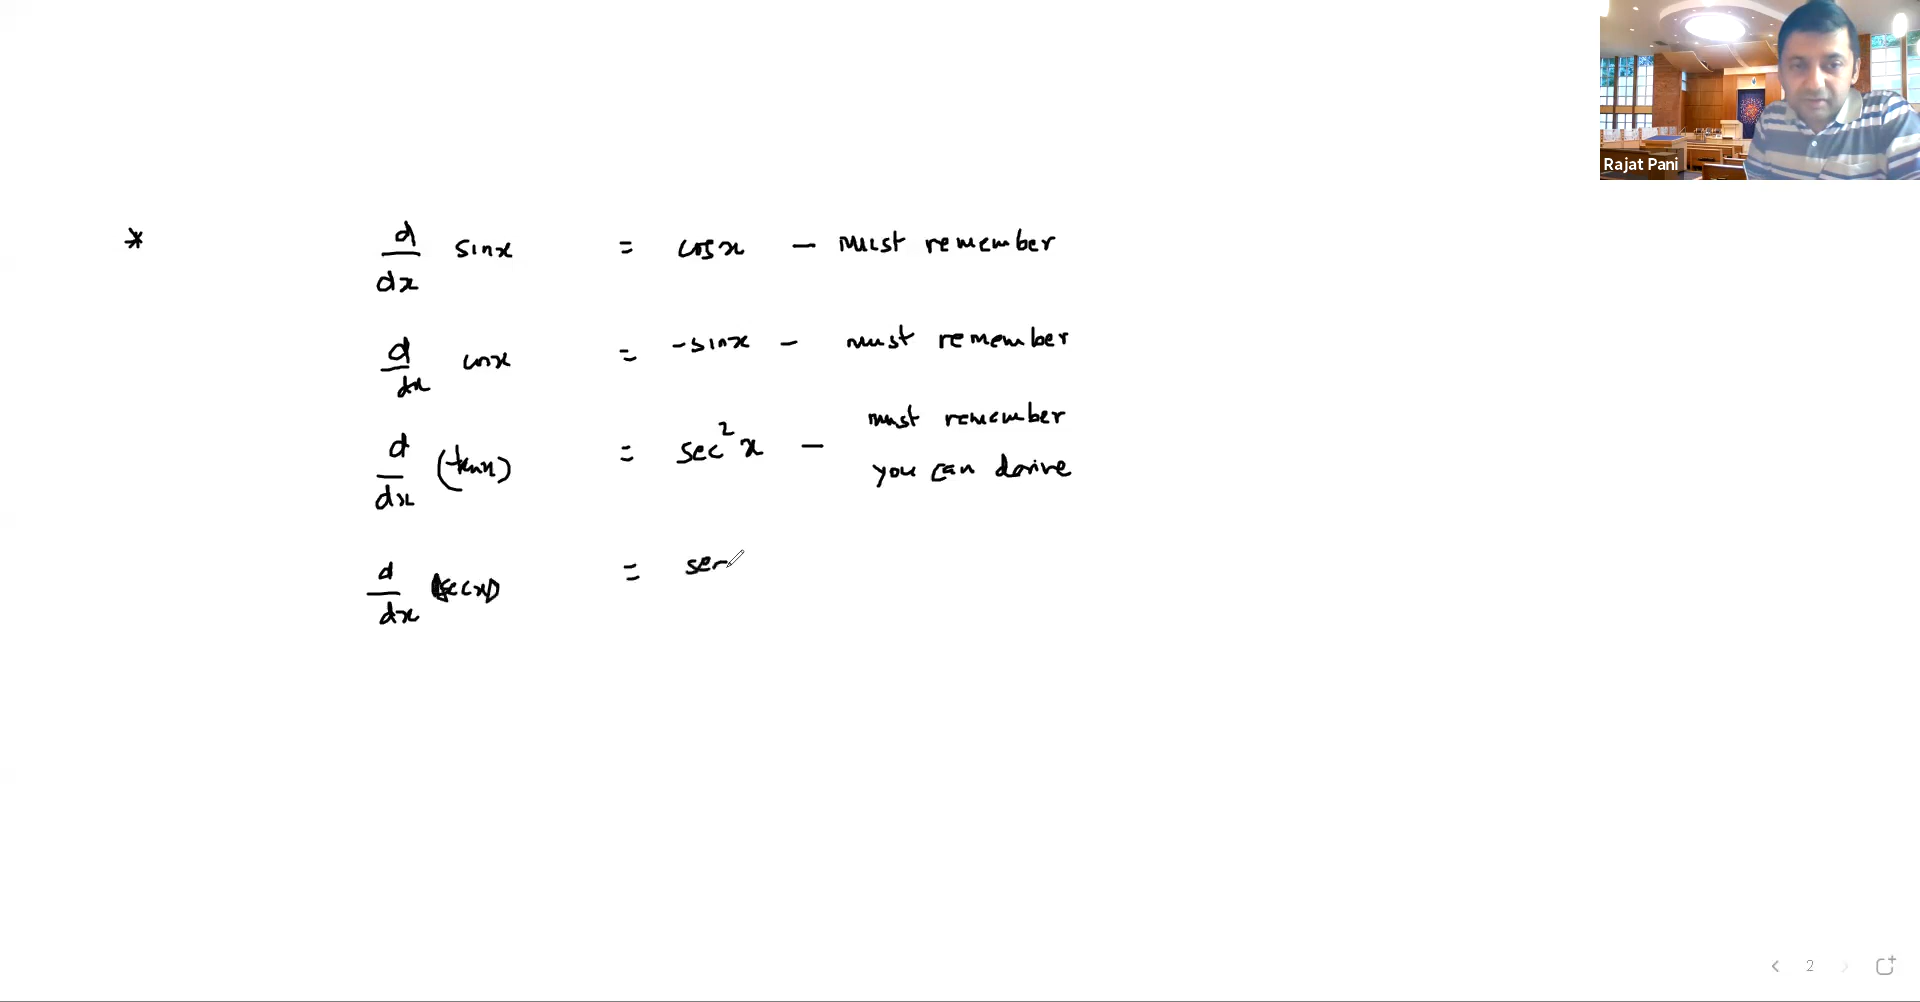 Rajat Pani
* d/dx sinx = cosx – must remember
d/dx cosx = -sinx – must remember
d/dx (tanx) = sec² x – must remember
you can derive
d/dx (secx) = sec
2